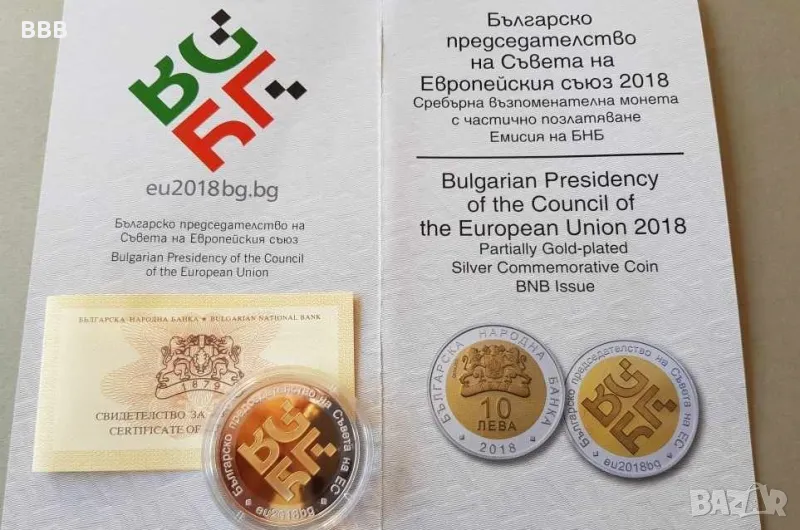 BBB
eu2018bg.bg
Българско председателство на
Съвета на Европейския съюз
Bulgarian Presidency of the Council
of the European Union
БЪЛГАРСКА НАРОДНА БАНКА ★ BULGARIAN NATIONAL BANK
1879
СВИДЕТЕЛСТВО ЗА
CERTIFICATE OF
Българско председателство на Съвета на ЕС
eu2018bg
Българско
председателство
на Съвета на
Европейския съюз 2018
Сребърна възпоменателна монета
с частично позлатяване
Емисия на БНБ
Bulgarian Presidency
of the Council of
the European Union 2018
Partially Gold-plated
Silver Commemorative Coin
BNB Issue
БЪЛГАРСКА НАРОДНА БАНКА
10
ЛЕВА
2018
Българско председателство на Съвета на ЕС
eu2018bg
BAZAR